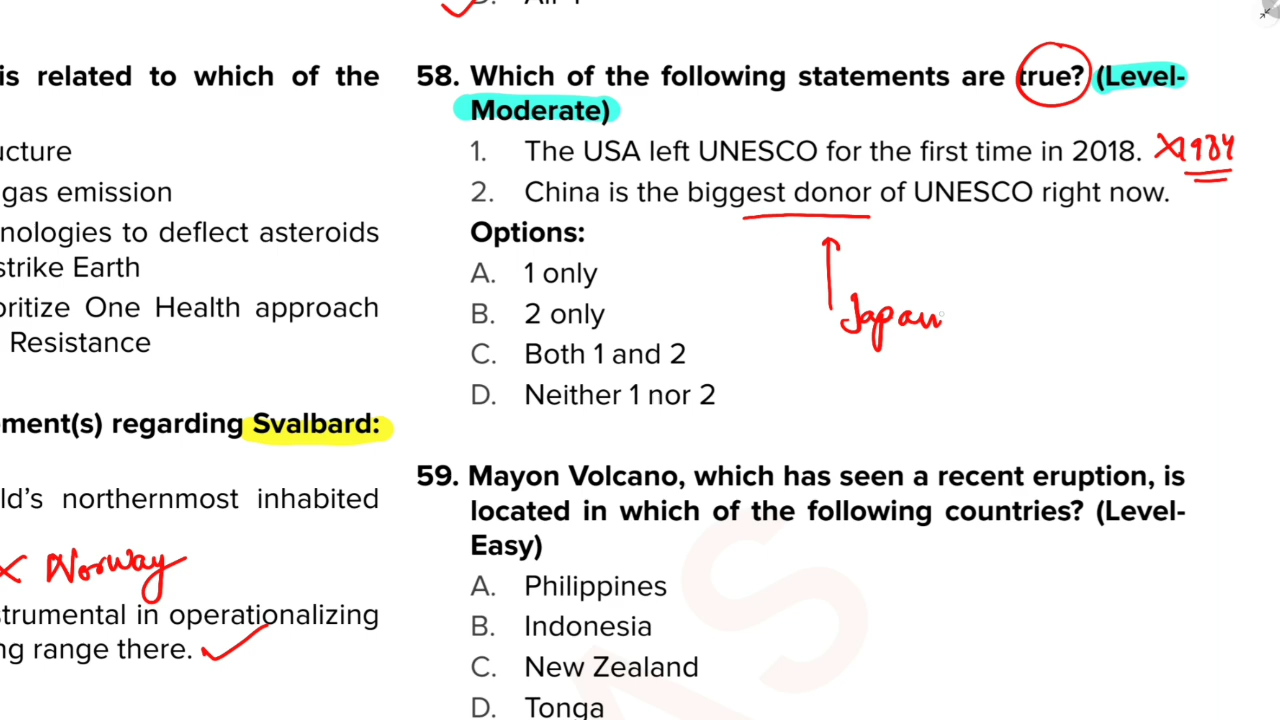 D. All 4
is related to which of the
ucture
gas emission
nologies to deflect asteroids
strike Earth
oritize One Health approach
Resistance
ment(s) regarding Svalbard:
ld's northernmost inhabited
× Norway
strumental in operationalizing
ng range there.
58. Which of the following statements are true? (Level-
Moderate)
1. The USA left UNESCO for the first time in 2018. × 1984
2. China is the biggest donor of UNESCO right now.
Options:
Japan
A. 1 only
B. 2 only
C. Both 1 and 2
D. Neither 1 nor 2
59. Mayon Volcano, which has seen a recent eruption, is
located in which of the following countries? (Level-
Easy)
A. Philippines
B. Indonesia
C. New Zealand
D. Tonga